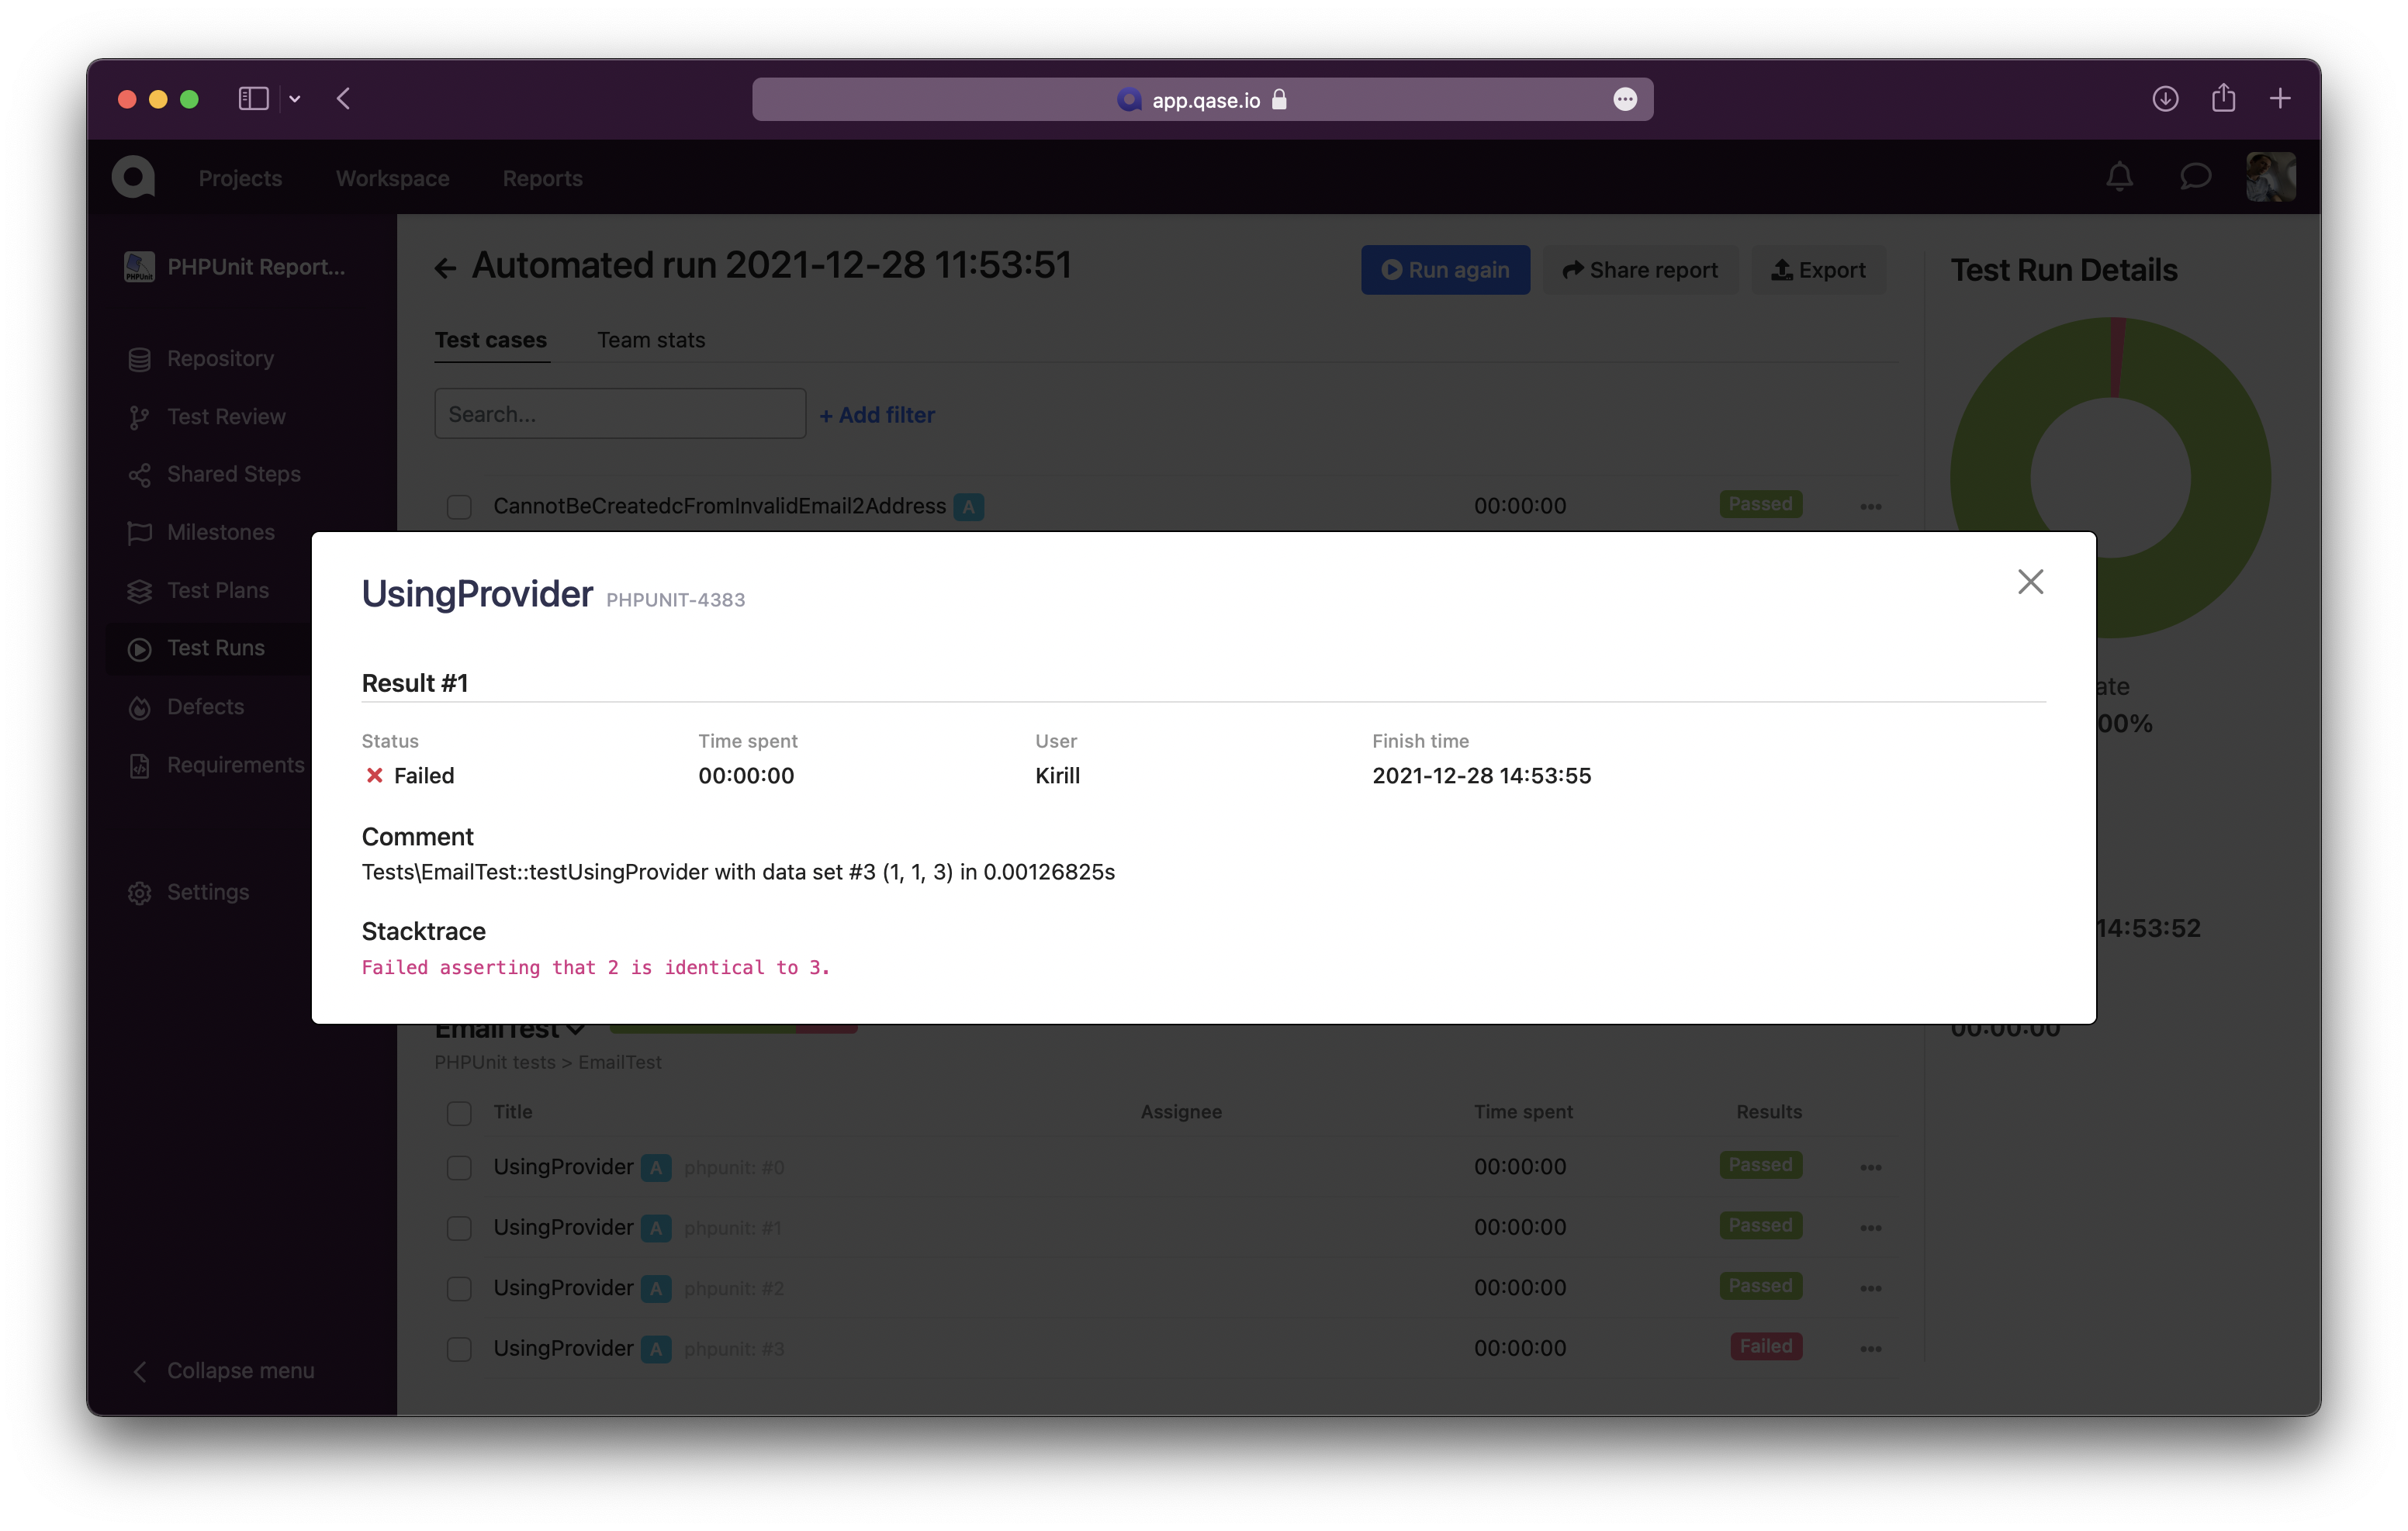 app.qase.io
Projects Workspace Reports
PHPUnit Report...
Automated run 2021-12-28 11:53:51
Run again
Share report
Export
Test Run Details
Test cases Team stats
Repository
Test Review
Shared Steps
Milestones
Test Plans
Test Runs
Defects
Requirements
Settings
Collapse menu
Search...
+ Add filter
CannotBeCreatedcFromInvalidEmail2Address A 00:00:00 Passed
UsingProvider PHPUNIT-4383
Result #1
Status Time spent User Finish time
Failed 00:00:00 Kirill 2021-12-28 14:53:55
Comment
Tests\EmailTest::testUsingProvider with data set #3 (1, 1, 3) in 0.00126825s
Stacktrace
Failed asserting that 2 is identical to 3.
ate
00%
14:53:52
00:00:00
EmailTest
PHPUnit tests > EmailTest
Title Assignee Time spent Results
UsingProvider A phpunit: #0 00:00:00 Passed
UsingProvider A phpunit: #1 00:00:00 Passed
UsingProvider A phpunit: #2 00:00:00 Passed
UsingProvider A phpunit: #3 00:00:00 Failed